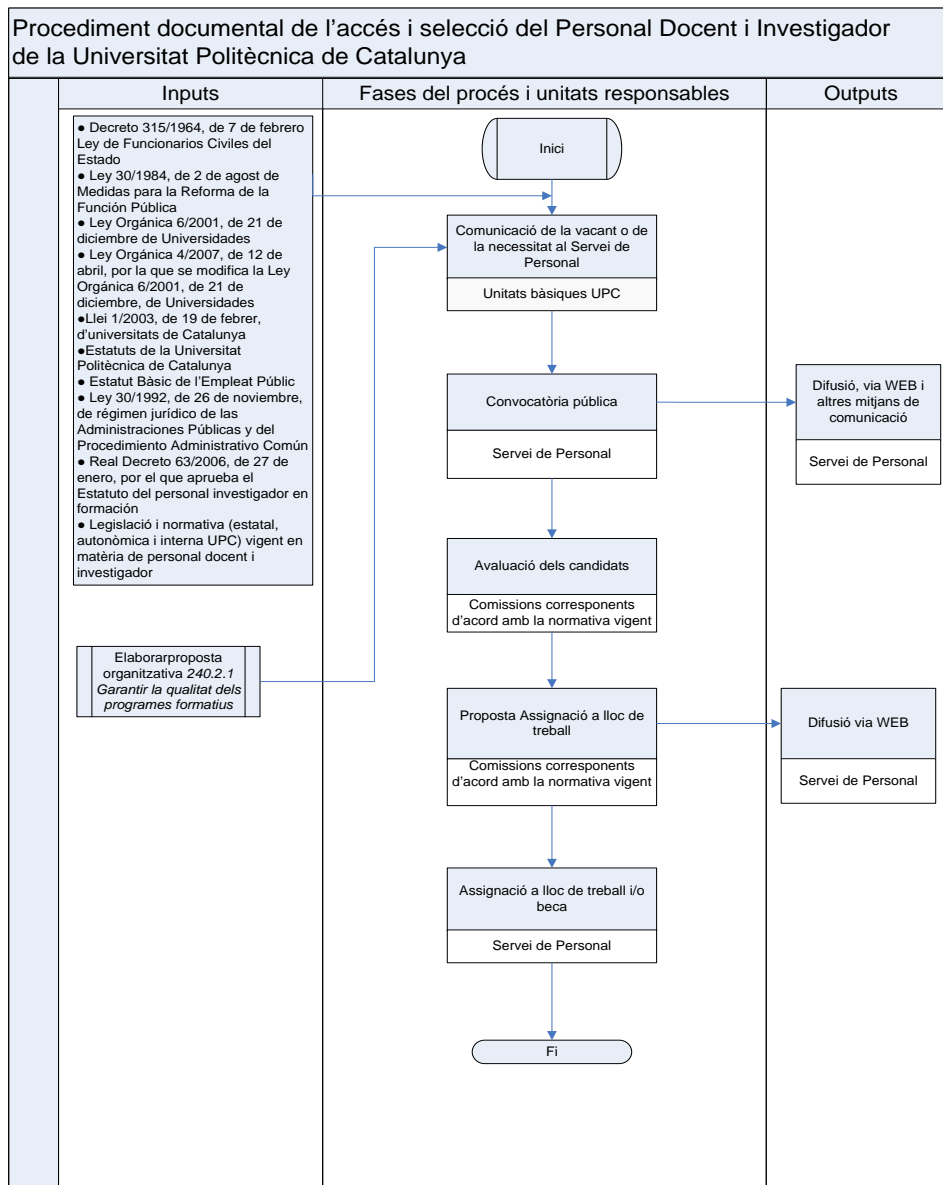 Procediment documental de l'accés i selecció del Personal Docent i Investigador
de la Universitat Politècnica de Catalunya
Inputs
Fases del procés i unitats responsables
Outputs
● Decreto 315/1964, de 7 de febrero
Ley de Funcionarios Civiles del
Estado
● Ley 30/1984, de 2 de agost de
Medidas para la Reforma de la
Función Pública
● Ley Orgánica 6/2001, de 21 de
diciembre de Universidades
● Ley Orgánica 4/2007, de 12 de
abril, por la que se modifica la Ley
Orgánica 6/2001, de 21 de
diciembre, de Universidades
●Llei 1/2003, de 19 de febrer,
d'universitats de Catalunya
●Estatuts de la Universitat
Politècnica de Catalunya
● Estatut Bàsic de l'Empleat Públic
● Ley 30/1992, de 26 de noviembre,
de régimen jurídico de las
Administraciones Públicas y del
Procedimiento Administrativo Común
● Real Decreto 63/2006, de 27 de
enero, por el que aprueba el
Estatuto del personal investigador en
formación
● Legislació i normativa (estatal,
autonòmica i interna UPC) vigent en
matèria de personal docent i
investigador
Elaborarproposta
organitzativa 240.2.1
Garantir la qualitat dels
programes formatius
Inici
Comunicació de la vacant o de
la necessitat al Servei de
Personal
Unitats bàsiques UPC
Convocatòria pública
Servei de Personal
Difusió, via WEB i
altres mitjans de
comunicació
Servei de Personal
Avaluació dels candidats
Comissions corresponents
d'acord amb la normativa vigent
Proposta Assignació a lloc de
treball
Comissions corresponents
d'acord amb la normativa vigent
Difusió via WEB
Servei de Personal
Assignació a lloc de treball i/o
beca
Servei de Personal
Fi